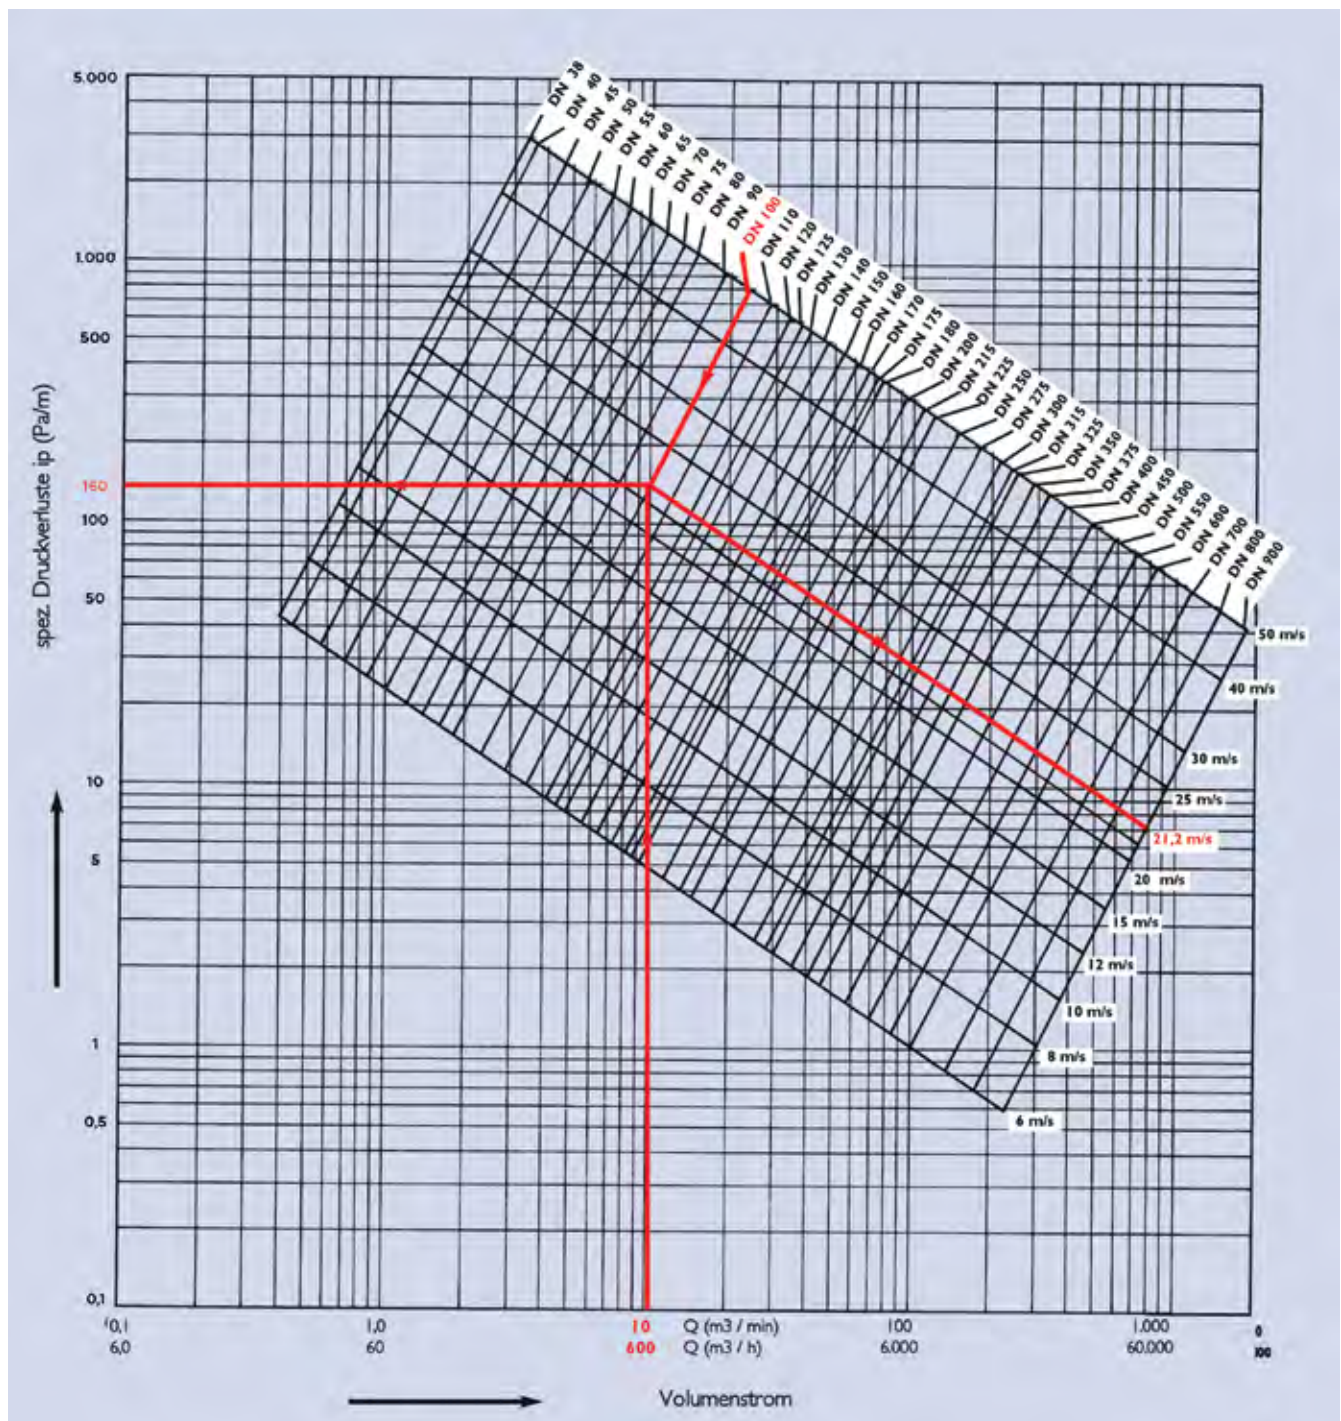 DN 38
DN 40
DN 45
DN 50
DN 55
DN 60
DN 65
DN 70
DN 75
DN 80
DN 90
DN 100
DN 110
DN 120
DN 125
DN 130
DN 140
DN 150
DN 160
DN 170
DN 175
DN 180
DN 200
DN 215
DN 225
DN 250
DN 275
DN 300
DN 315
DN 325
DN 350
DN 375
DN 400
DN 450
DN 500
DN 550
DN 600
DN 700
DN 800
DN 900
5.000
1.000
500
160
100
50
10
5
1
0,5
0,1
spez. Druckverluste ip (Pa/m)
50 m/s
40 m/s
30 m/s
25 m/s
21,2 m/s
20 m/s
15 m/s
12 m/s
10 m/s
8 m/s
6 m/s
0,1 1,0 10 Q (m3 / min) 100 1.000 0
6,0 60 600 Q (m3 / h) 6.000 60.000 100
Volumenstrom